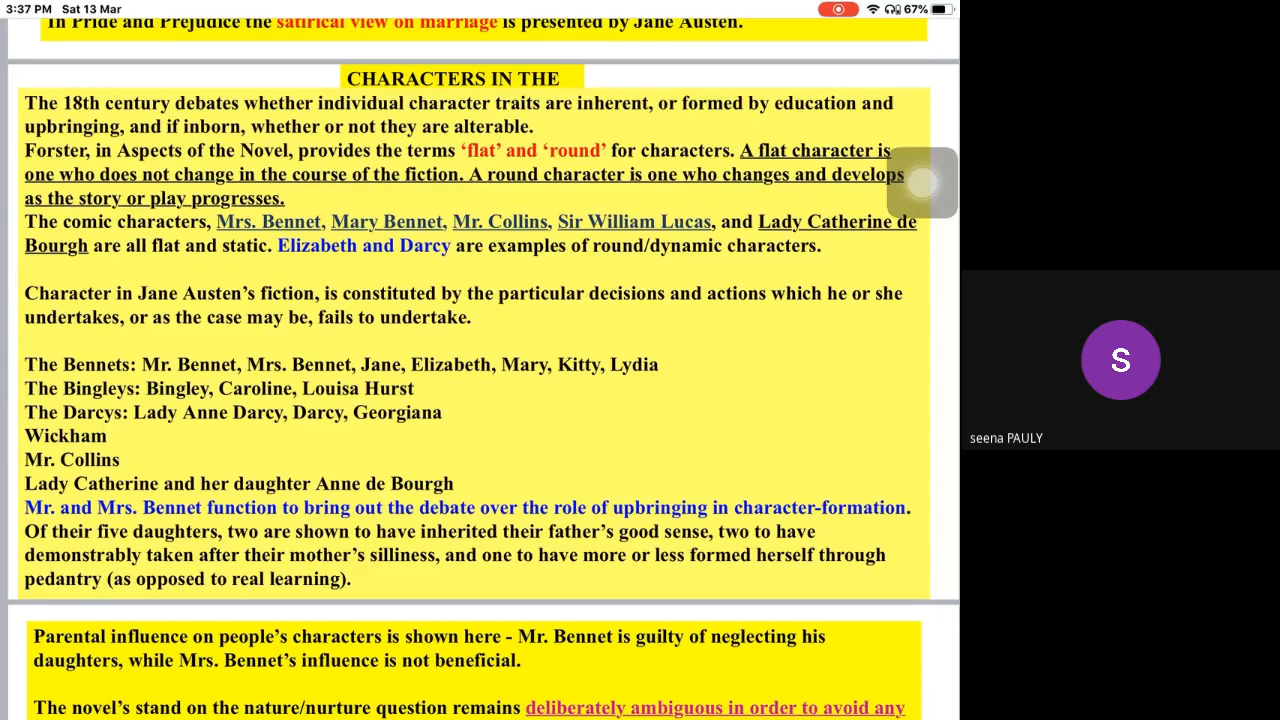 3:37 PM Sat 13 Mar 67%
In Pride and Prejudice the satirical view on marriage is presented by Jane Austen.
CHARACTERS IN THE
The 18th century debates whether individual character traits are inherent, or formed by education and
upbringing, and if inborn, whether or not they are alterable.
Forster, in Aspects of the Novel, provides the terms ‘flat’ and ‘round’ for characters. A flat character is
one who does not change in the course of the fiction. A round character is one who changes and develops
as the story or play progresses.
The comic characters, Mrs. Bennet, Mary Bennet, Mr. Collins, Sir William Lucas, and Lady Catherine de
Bourgh are all flat and static. Elizabeth and Darcy are examples of round/dynamic characters.
Character in Jane Austen’s fiction, is constituted by the particular decisions and actions which he or she
undertakes, or as the case may be, fails to undertake.
The Bennets: Mr. Bennet, Mrs. Bennet, Jane, Elizabeth, Mary, Kitty, Lydia
The Bingleys: Bingley, Caroline, Louisa Hurst
The Darcys: Lady Anne Darcy, Darcy, Georgiana
Wickham
Mr. Collins
Lady Catherine and her daughter Anne de Bourgh
Mr. and Mrs. Bennet function to bring out the debate over the role of upbringing in character-formation.
Of their five daughters, two are shown to have inherited their father’s good sense, two to have
demonstrably taken after their mother’s silliness, and one to have more or less formed herself through
pedantry (as opposed to real learning).
Parental influence on people’s characters is shown here - Mr. Bennet is guilty of neglecting his
daughters, while Mrs. Bennet’s influence is not beneficial.
The novel’s stand on the nature/nurture question remains deliberately ambiguous in order to avoid any
S
seena PAULY